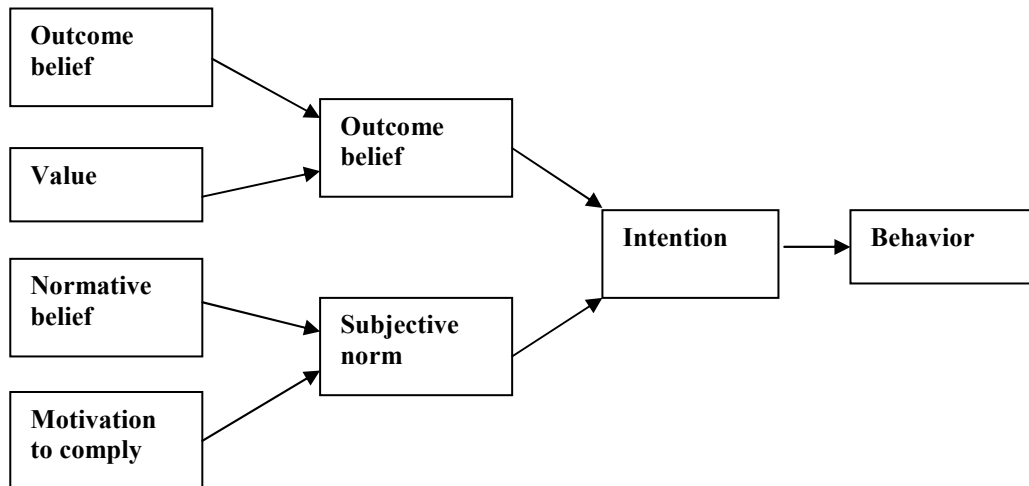 Outcome
belief
Value
Normative
belief
Motivation
to comply
Outcome
belief
Subjective
norm
Intention
Behavior